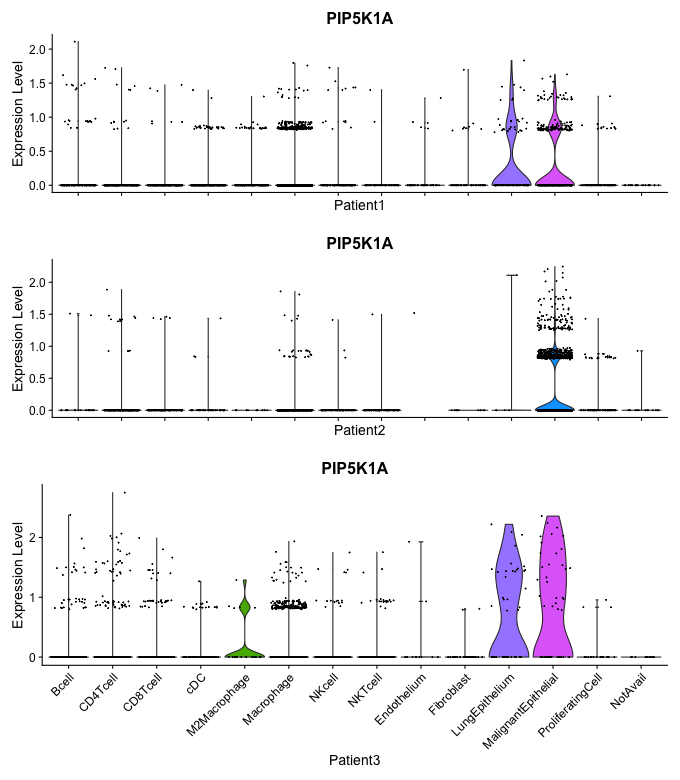 PIP5K1A
Expression Level
2.0
1.5
1.0
0.5
0.0
Patient1
PIP5K1A
Expression Level
2.0
1.5
1.0
0.5
0.0
Patient2
PIP5K1A
Expression Level
2
1
0
Bcell
CD4Tcell
CD8Tcell
cDC
M2Macrophage
Macrophage
NKcell
NKTcell
Endothelium
Fibroblast
LungEpithelium
MalignantEpithelial
ProliferatingCell
NotAvail
Patient3